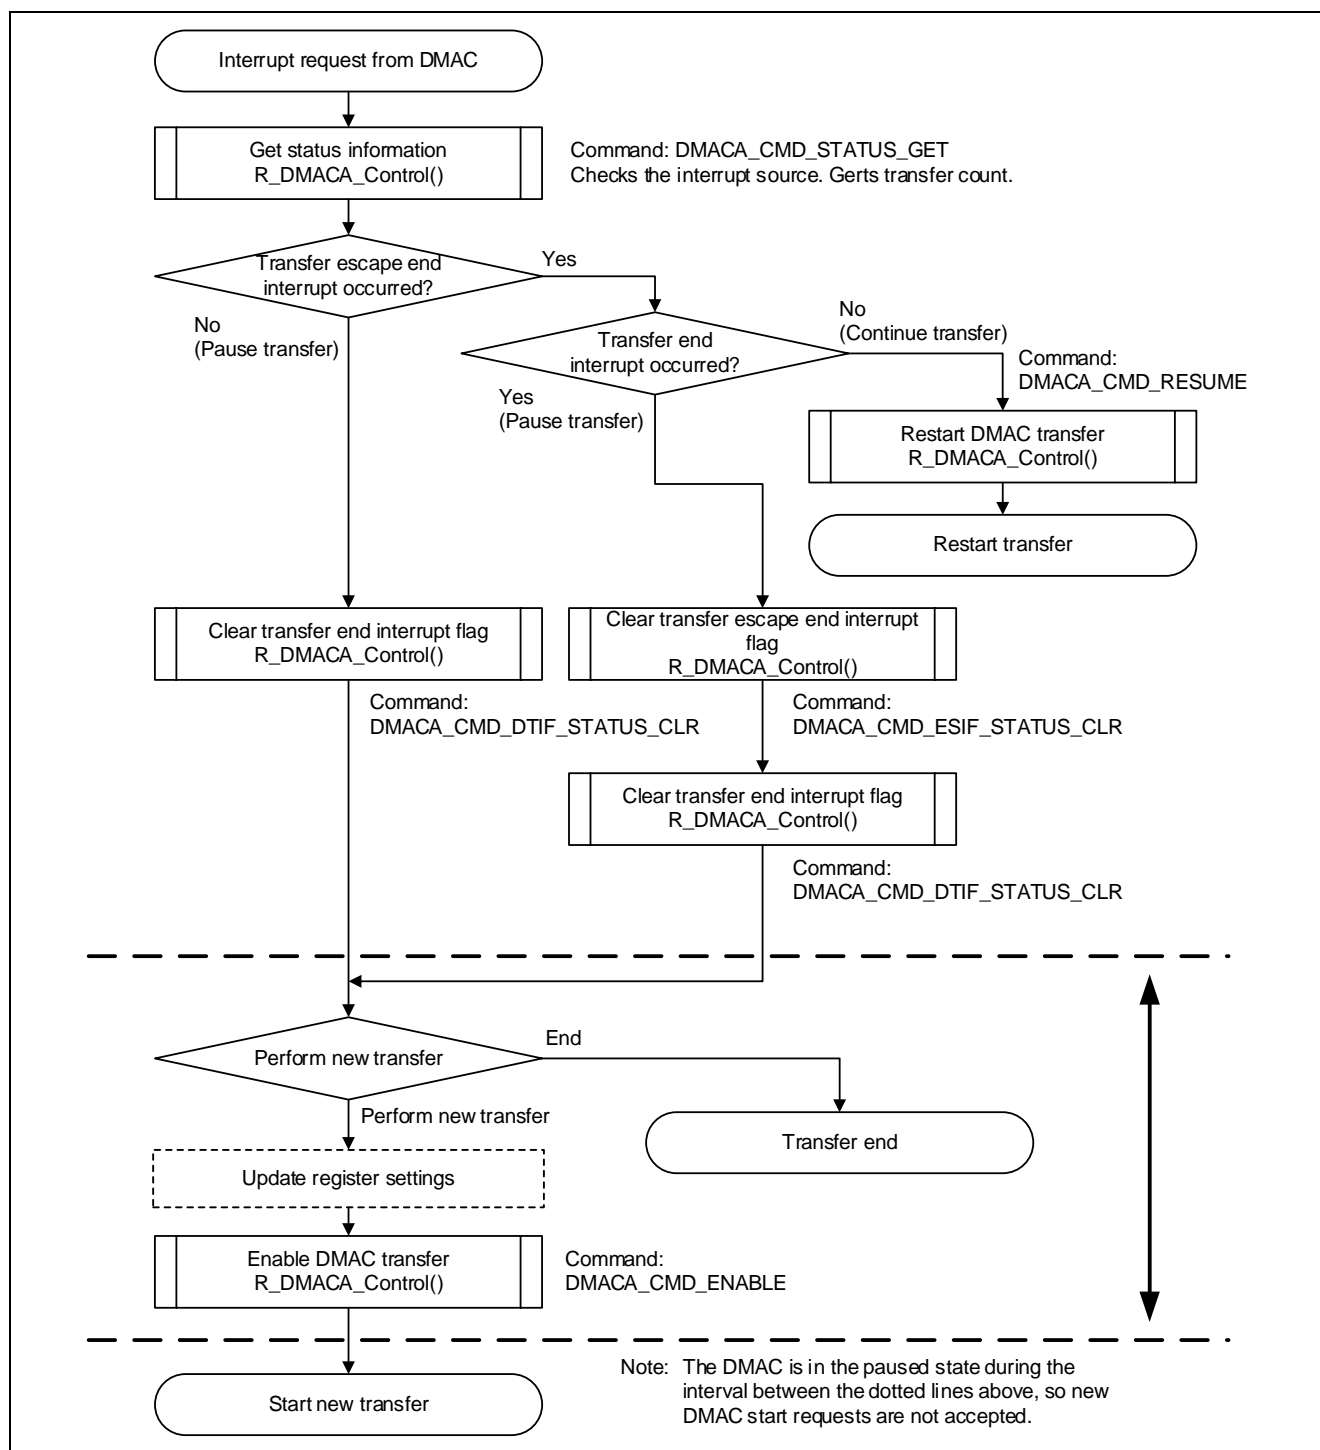 Interrupt request from DMAC
Get status information
R_DMACA_Control()
Command: DMACA_CMD_STATUS_GET
Checks the interrupt source. Gerts transfer count.
Transfer escape end
interrupt occurred?
Yes
No
(Pause transfer)
Transfer end
interrupt occurred?
No
(Continue transfer)
Command:
DMACA_CMD_RESUME
Yes
(Pause transfer)
Restart DMAC transfer
R_DMACA_Control()
Restart transfer
Clear transfer end interrupt flag
R_DMACA_Control()
Command:
DMACA_CMD_DTIF_STATUS_CLR
Clear transfer escape end interrupt
flag
R_DMACA_Control()
Command:
DMACA_CMD_ESIF_STATUS_CLR
Clear transfer end interrupt flag
R_DMACA_Control()
Command:
DMACA_CMD_DTIF_STATUS_CLR
Perform new transfer
End
Perform new transfer
Transfer end
Update register settings
Enable DMAC transfer
R_DMACA_Control()
Command:
DMACA_CMD_ENABLE
Start new transfer
Note: The DMAC is in the paused state during the
interval between the dotted lines above, so new
DMAC start requests are not accepted.